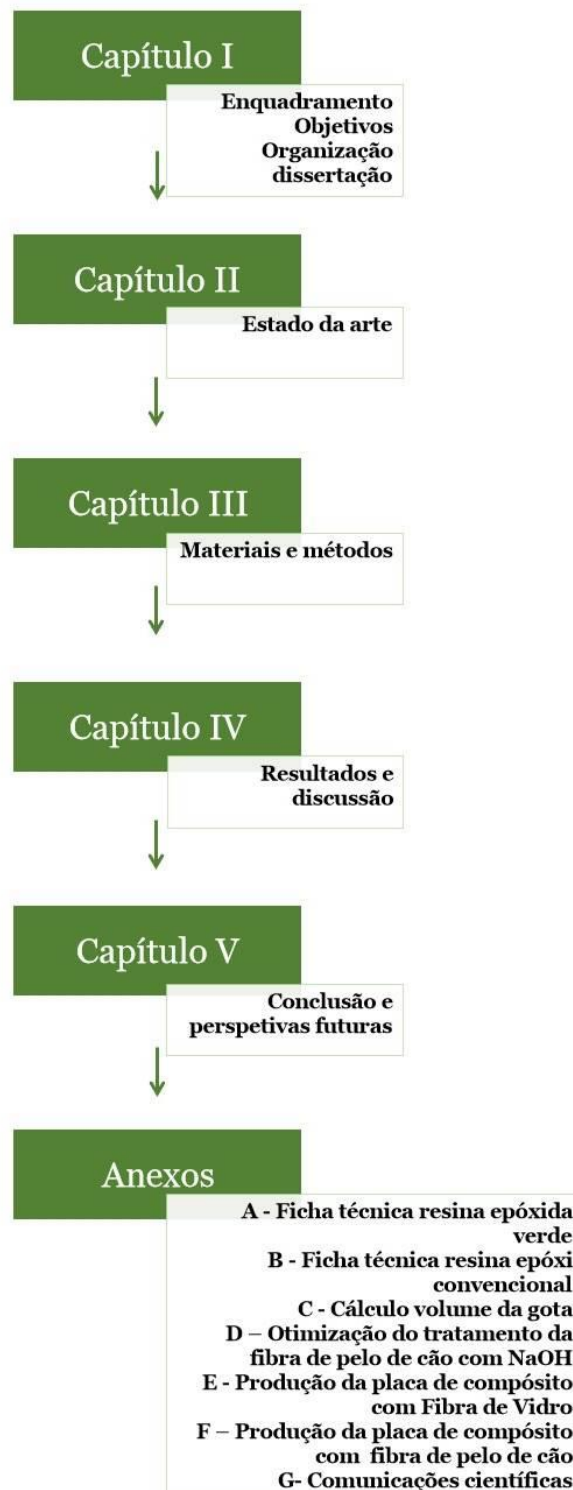 Capítulo I
Enquadramento
Objetivos
Organização
dissertação
Capítulo II
Estado da arte
Capítulo III
Materiais e métodos
Capítulo IV
Resultados e
discussão
Capítulo V
Conclusão e
perspetivas futuras
Anexos
A - Ficha técnica resina epóxida
verde
B - Ficha técnica resina epóxi
convencional
C - Cálculo volume da gota
D – Otimização do tratamento da
fibra de pelo de cão com NaOH
E - Produção da placa de compósito
com Fibra de Vidro
F – Produção da placa de compósito
com fibra de pelo de cão
G- Comunicações científicas